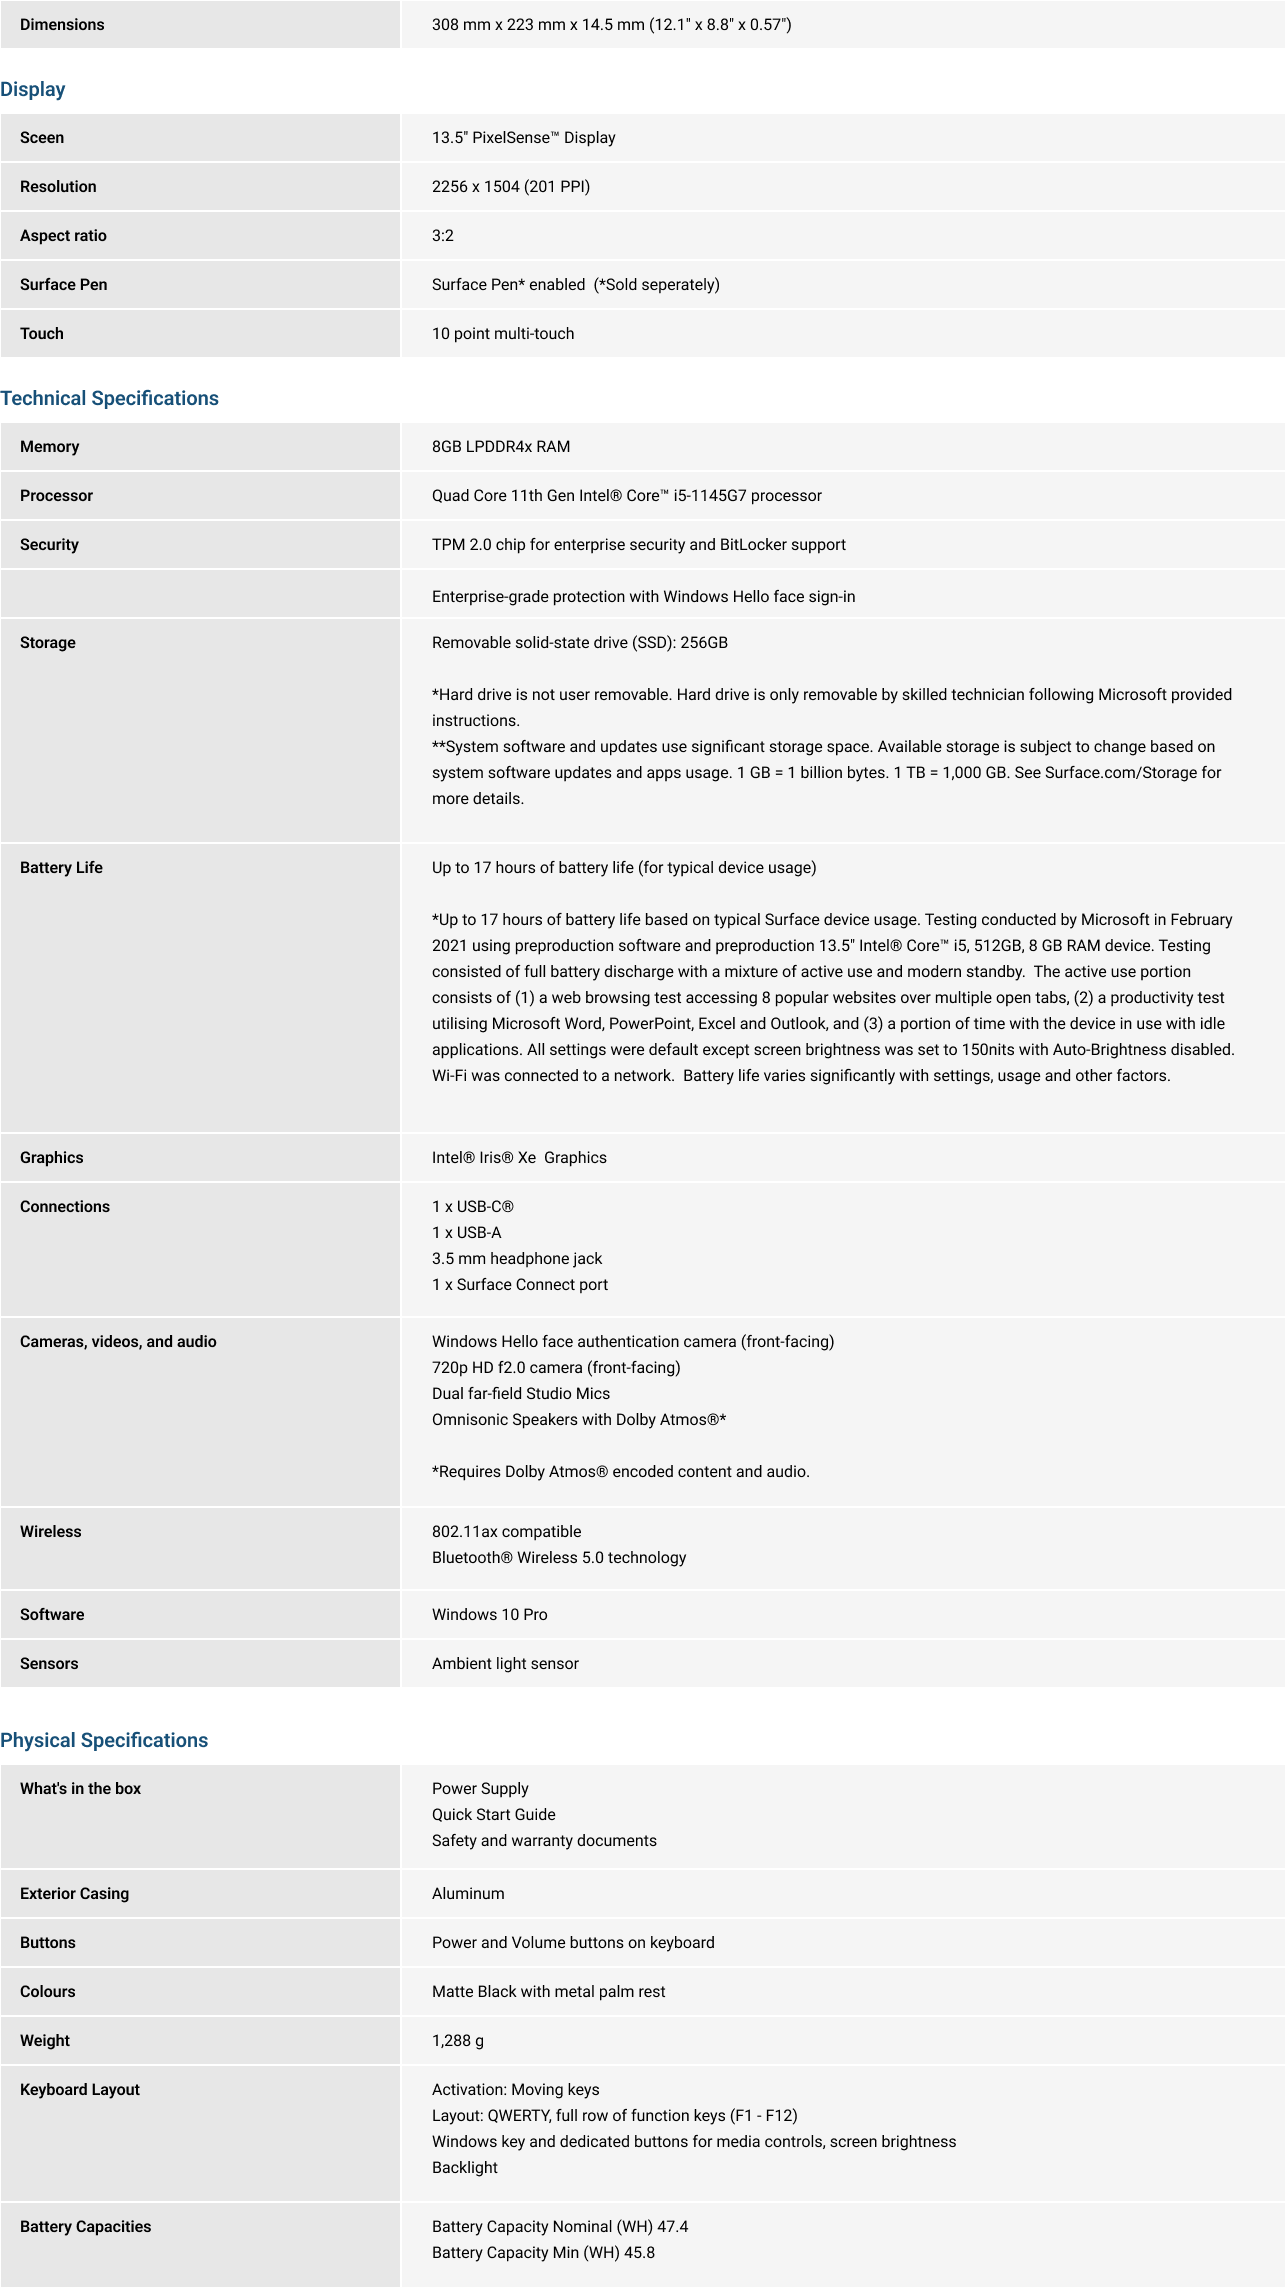 Dimensions
308 mm x 223 mm x 14.5 mm (12.1" x 8.8" x 0.57")
Display
Sceen
13.5" PixelSense™ Display
Resolution
2256 x 1504 (201 PPI)
Aspect ratio
3:2
Surface Pen
Surface Pen* enabled  (*Sold seperately)
Touch
10 point multi-touch
Technical Specifications
Memory
8GB LPDDR4x RAM
Processor
Quad Core 11th Gen Intel® Core™ i5-1145G7 processor
Security
TPM 2.0 chip for enterprise security and BitLocker support
Enterprise-grade protection with Windows Hello face sign-in
Storage
Removable solid-state drive (SSD): 256GB
*Hard drive is not user removable. Hard drive is only removable by skilled technician following Microsoft provided
instructions.
**System software and updates use significant storage space. Available storage is subject to change based on
system software updates and apps usage. 1 GB = 1 billion bytes. 1 TB = 1,000 GB. See Surface.com/Storage for
more details.
Battery Life
Up to 17 hours of battery life (for typical device usage)
*Up to 17 hours of battery life based on typical Surface device usage. Testing conducted by Microsoft in February
2021 using preproduction software and preproduction 13.5" Intel® Core™ i5, 512GB, 8 GB RAM device. Testing
consisted of full battery discharge with a mixture of active use and modern standby.  The active use portion
consists of (1) a web browsing test accessing 8 popular websites over multiple open tabs, (2) a productivity test
utilising Microsoft Word, PowerPoint, Excel and Outlook, and (3) a portion of time with the device in use with idle
applications. All settings were default except screen brightness was set to 150nits with Auto-Brightness disabled.
Wi-Fi was connected to a network.  Battery life varies significantly with settings, usage and other factors.
Graphics
Intel® Iris® Xe  Graphics
Connections
1 x USB-C®
1 x USB-A
3.5 mm headphone jack
1 x Surface Connect port
Cameras, videos, and audio
Windows Hello face authentication camera (front-facing)
720p HD f2.0 camera (front-facing)
Dual far-field Studio Mics
Omnisonic Speakers with Dolby Atmos®*
*Requires Dolby Atmos® encoded content and audio.
Wireless
802.11ax compatible
Bluetooth® Wireless 5.0 technology
Software
Windows 10 Pro
Sensors
Ambient light sensor
Physical Specifications
What's in the box
Power Supply
Quick Start Guide
Safety and warranty documents
Exterior Casing
Aluminum
Buttons
Power and Volume buttons on keyboard
Colours
Matte Black with metal palm rest
Weight
1,288 g
Keyboard Layout
Activation: Moving keys
Layout: QWERTY, full row of function keys (F1 - F12)
Windows key and dedicated buttons for media controls, screen brightness
Backlight
Battery Capacities
Battery Capacity Nominal (WH) 47.4
Battery Capacity Min (WH) 45.8